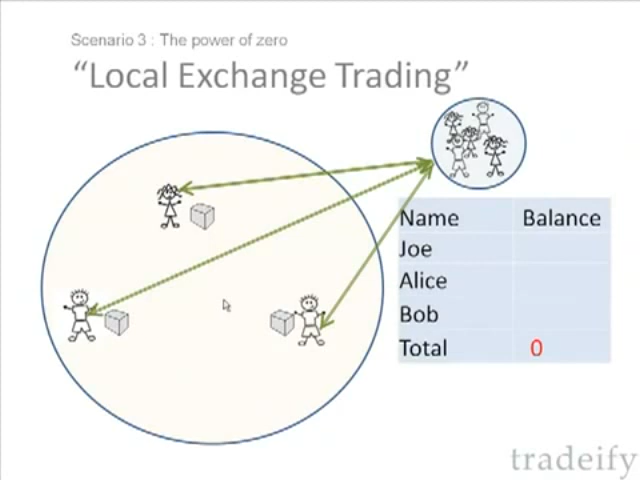 Scenario 3 : The power of zero
“Local Exchange Trading”
Name Balance
Joe
Alice
Bob
Total 0
tradeify